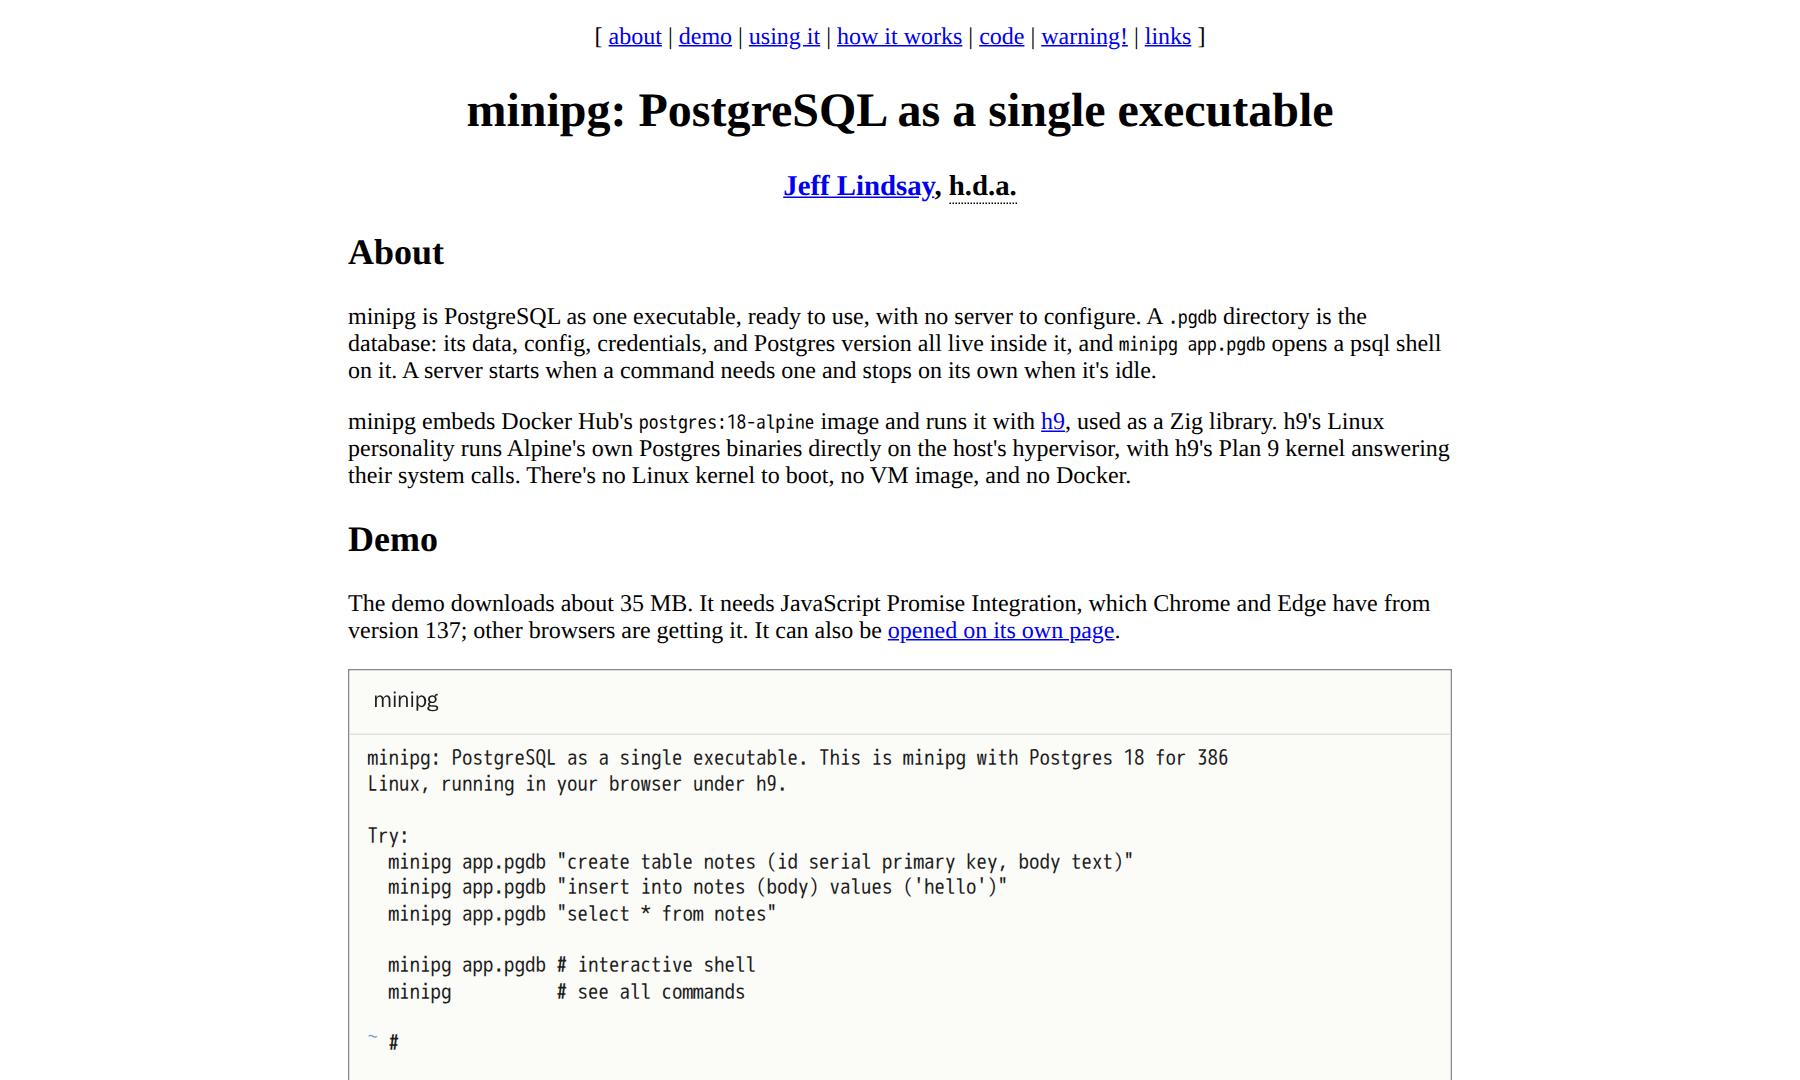 [ about | demo | using it | how it works | code | warning! | links ]
minipg: PostgreSQL as a single executable
Jeff Lindsay, h.d.a.
About
minipg is PostgreSQL as one executable, ready to use, with no server to configure. A .pgdb directory is the
database: its data, config, credentials, and Postgres version all live inside it, and minipg app.pgdb opens a psql shell
on it. A server starts when a command needs one and stops on its own when it's idle.
minipg embeds Docker Hub's postgres:18-alpine image and runs it with h9, used as a Zig library. h9's Linux
personality runs Alpine's own Postgres binaries directly on the host's hypervisor, with h9's Plan 9 kernel answering
their system calls. There's no Linux kernel to boot, no VM image, and no Docker.
Demo
The demo downloads about 35 MB. It needs JavaScript Promise Integration, which Chrome and Edge have from
version 137; other browsers are getting it. It can also be opened on its own page.
minipg
minipg: PostgreSQL as a single executable. This is minipg with Postgres 18 for 386
Linux, running in your browser under h9.
Try:
  minipg app.pgdb "create table notes (id serial primary key, body text)"
  minipg app.pgdb "insert into notes (body) values ('hello')"
  minipg app.pgdb "select * from notes"
  minipg app.pgdb # interactive shell
  minipg          # see all commands
~ #